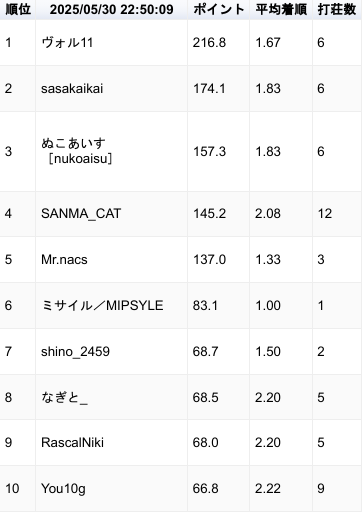 順位 2025/05/30 22:50:09 ポイント 平均着順 打荘数
1 ヴォル11 216.8 1.67 6
2 sasakaikai 174.1 1.83 6
3 ぬこあいす 157.3 1.83 6
［nukoaisu］
4 SANMA_CAT 145.2 2.08 12
5 Mr.nacs 137.0 1.33 3
6 ミサイル／MIPSYLE 83.1 1.00 1
7 shino_2459 68.7 1.50 2
8 なぎと_ 68.5 2.20 5
9 RascalNiki 68.0 2.20 5
10 You10g 66.8 2.22 9